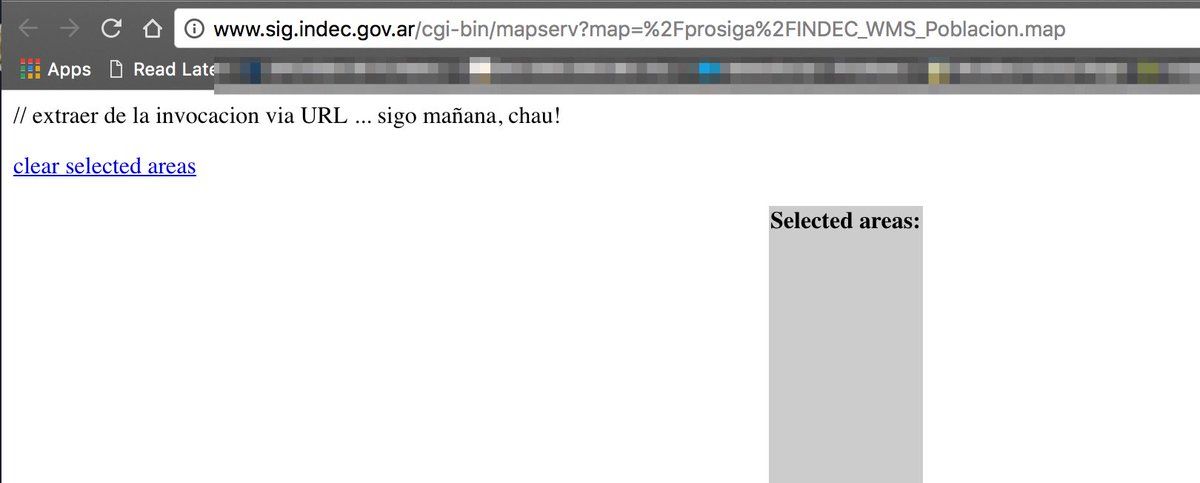 www.sig.indec.gov.ar/cgi-bin/mapserv?map=%2Fprosiga%2FINDEC_WMS_Poblacion.map
Apps Read Late
// extraer de la invocacion via URL ... sigo mañana, chau!
clear selected areas
Selected areas: